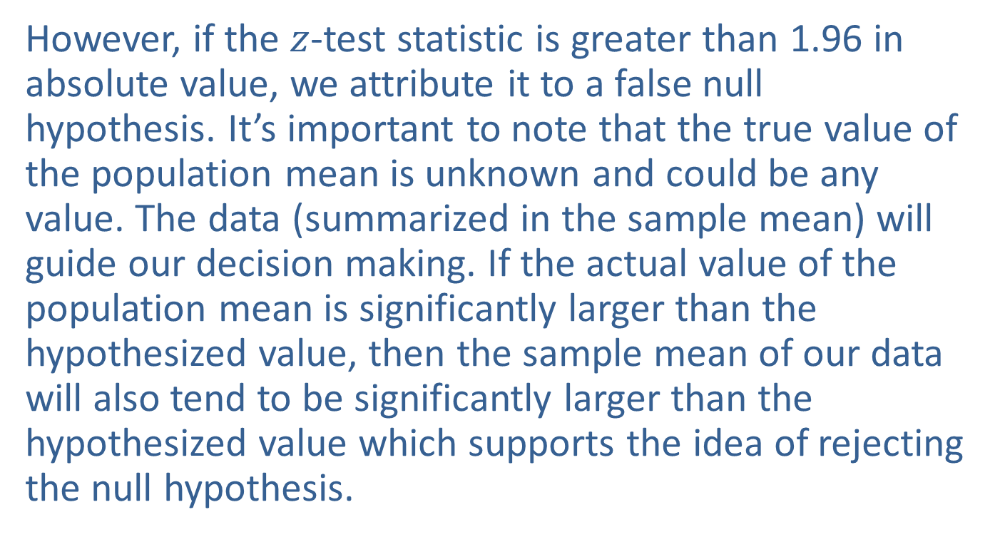 However, if the z-test statistic is greater than 1.96 in
absolute value, we attribute it to a false null
hypothesis. It’s important to note that the true value of
the population mean is unknown and could be any
value. The data (summarized in the sample mean) will
guide our decision making. If the actual value of the
population mean is significantly larger than the
hypothesized value, then the sample mean of our data
will also tend to be significantly larger than the
hypothesized value which supports the idea of rejecting
the null hypothesis.